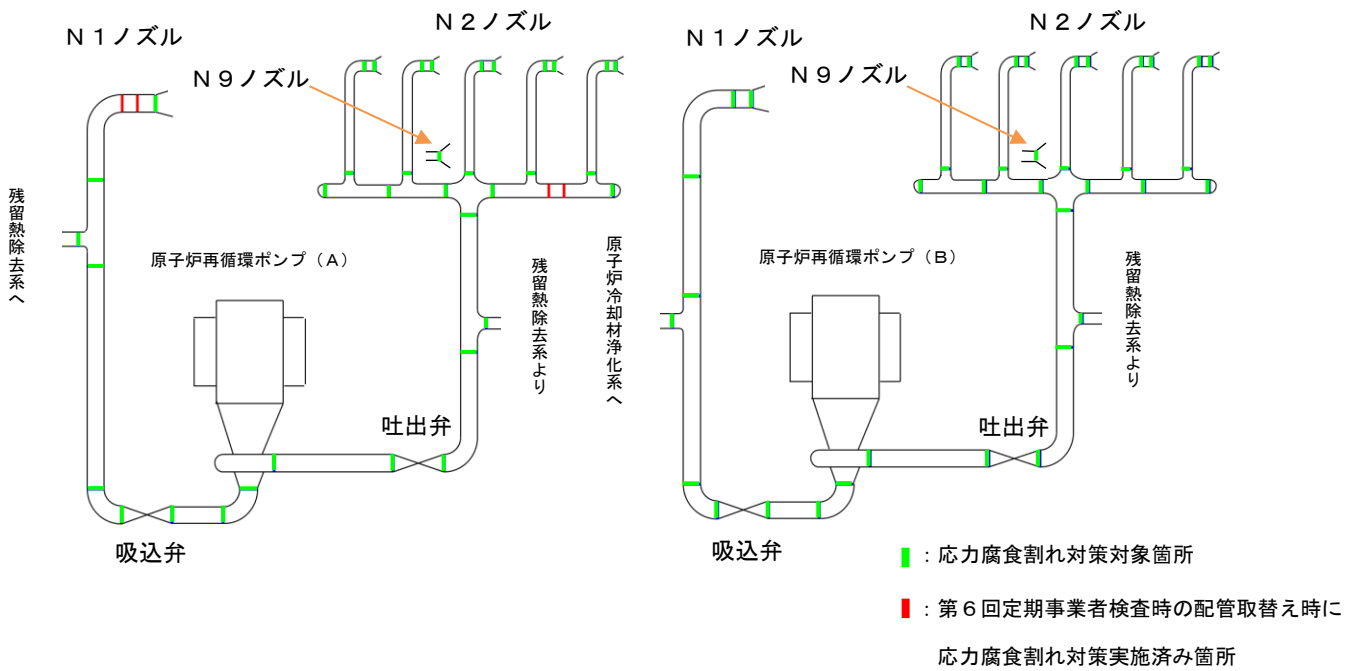 N1ノズル
N2ノズル
N9ノズル
残留熱除去系へ
原子炉再循環ポンプ(A)
残留熱除去系より
原子炉冷却材浄化系へ
吐出弁
吸込弁
N1ノズル
N2ノズル
N9ノズル
原子炉再循環ポンプ(B)
残留熱除去系より
吐出弁
吸込弁
:応力腐食割れ対策対象箇所
:第6回定期事業者検査時の配管取替え時に
応力腐食割れ対策実施済み箇所